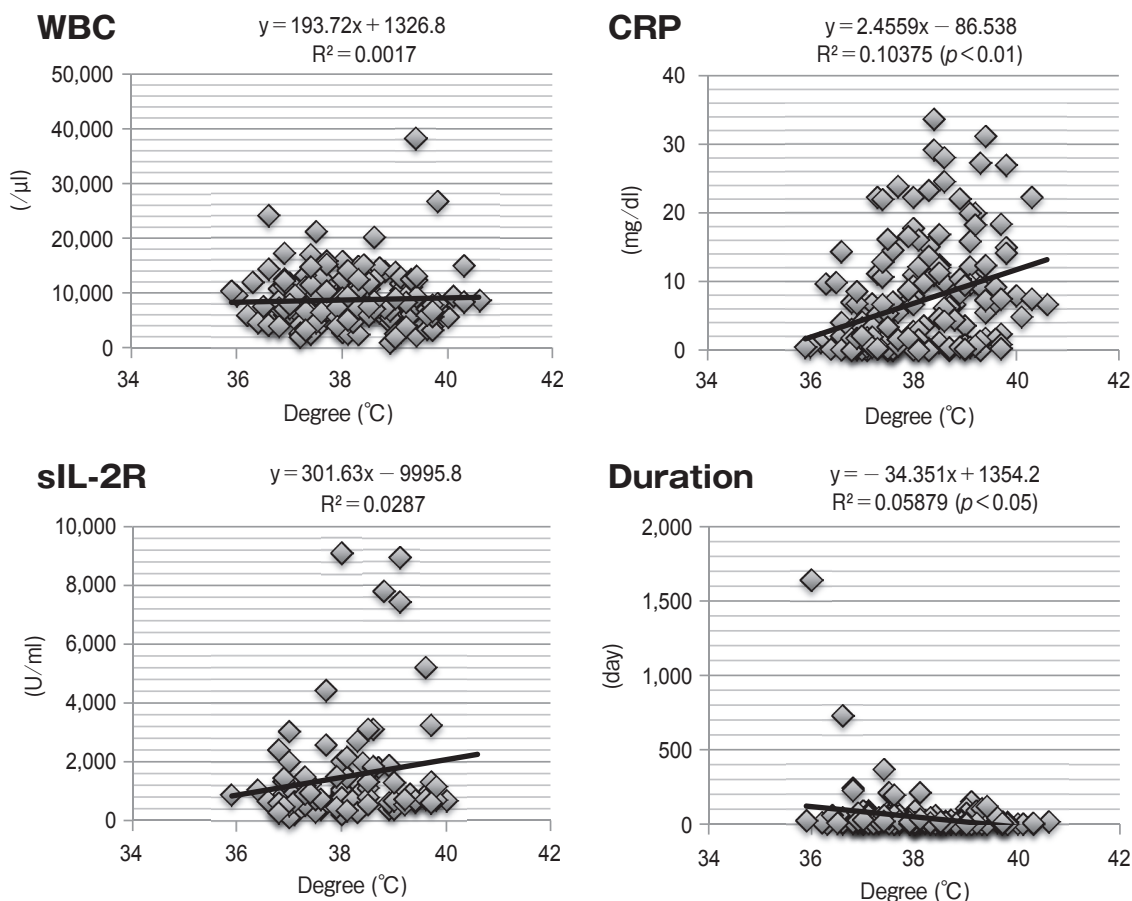 WBC
y = 193.72x + 1326.8
R² = 0.0017
50,000
40,000
30,000
20,000
10,000
0
(/μl)
34
36
38
40
42
Degree (℃)
CRP
y = 2.4559x − 86.538
R² = 0.10375 (p < 0.01)
40
30
20
10
0
(mg/dl)
34
36
38
40
42
Degree (℃)
sIL-2R
y = 301.63x − 9995.8
R² = 0.0287
10,000
8,000
6,000
4,000
2,000
0
(U/ml)
34
36
38
40
42
Degree (℃)
Duration
y = − 34.351x + 1354.2
R² = 0.05879 (p < 0.05)
2,000
1,500
1,000
500
0
(day)
34
36
38
40
42
Degree (℃)